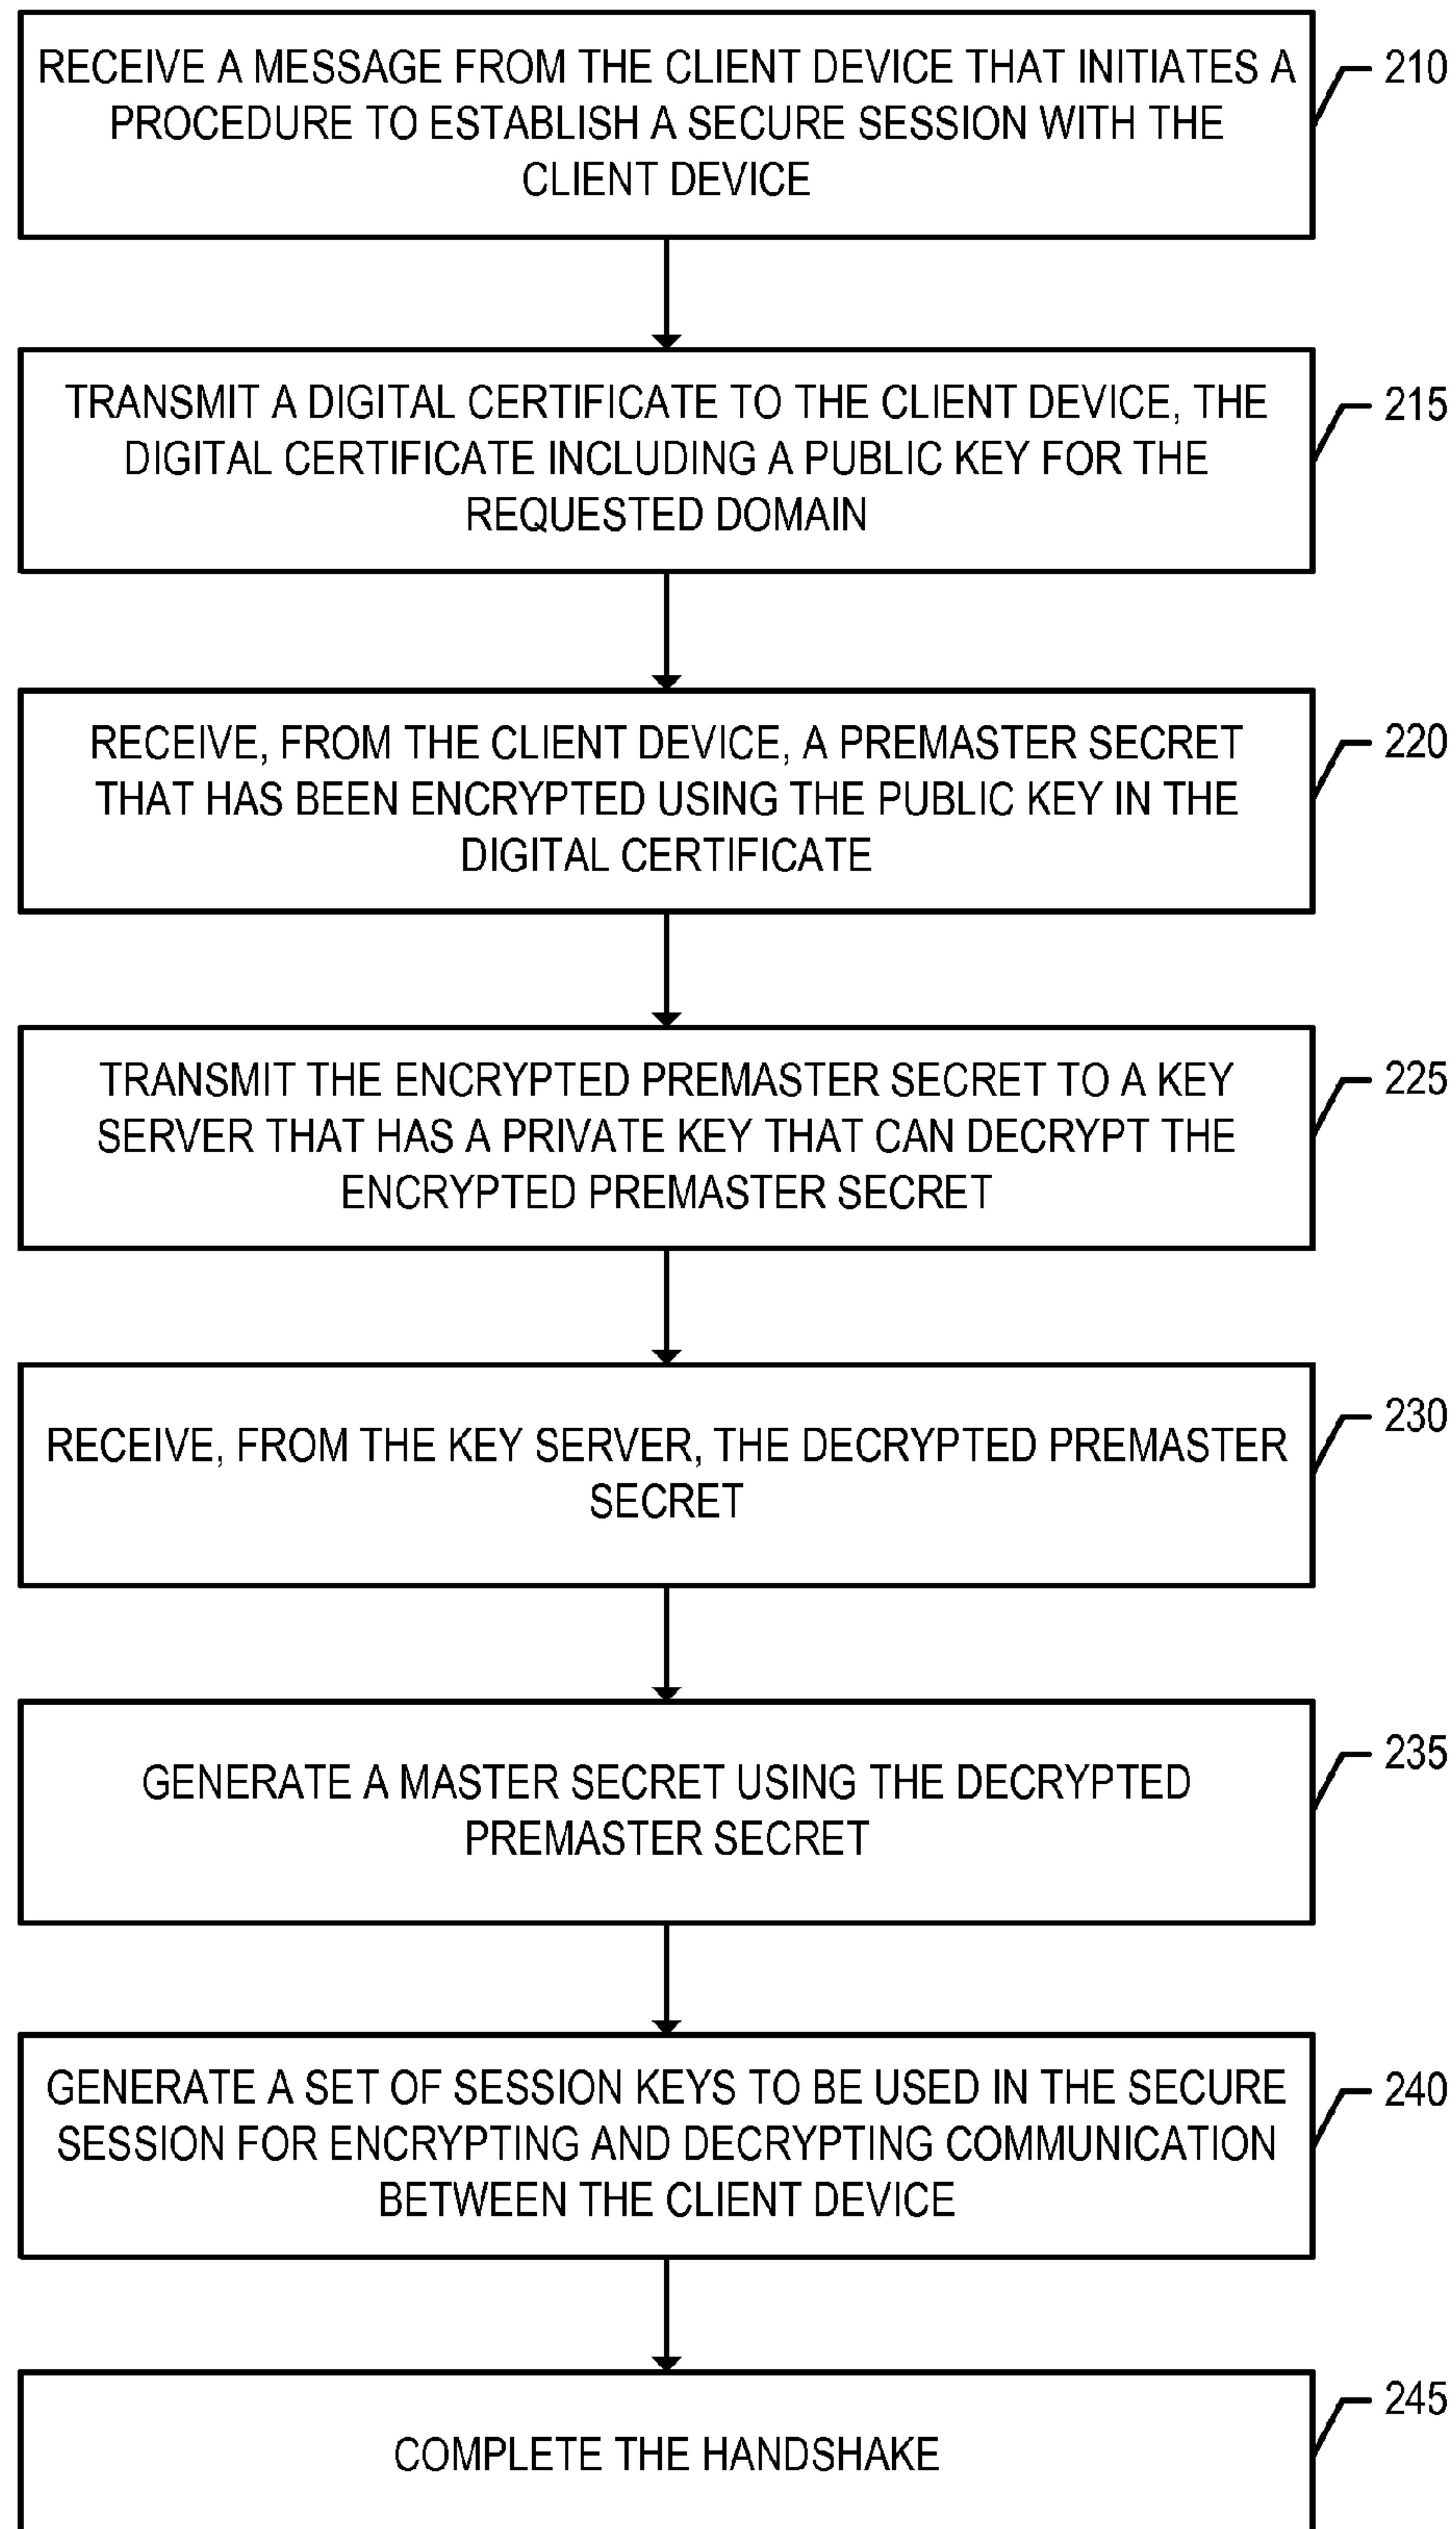 RECEIVE A MESSAGE FROM THE CLIENT DEVICE THAT INITIATES A
PROCEDURE TO ESTABLISH A SECURE SESSION WITH THE
CLIENT DEVICE
210
TRANSMIT A DIGITAL CERTIFICATE TO THE CLIENT DEVICE, THE
DIGITAL CERTIFICATE INCLUDING A PUBLIC KEY FOR THE
REQUESTED DOMAIN
215
RECEIVE, FROM THE CLIENT DEVICE, A PREMASTER SECRET
THAT HAS BEEN ENCRYPTED USING THE PUBLIC KEY IN THE
DIGITAL CERTIFICATE
220
TRANSMIT THE ENCRYPTED PREMASTER SECRET TO A KEY
SERVER THAT HAS A PRIVATE KEY THAT CAN DECRYPT THE
ENCRYPTED PREMASTER SECRET
225
RECEIVE, FROM THE KEY SERVER, THE DECRYPTED PREMASTER
SECRET
230
GENERATE A MASTER SECRET USING THE DECRYPTED
PREMASTER SECRET
235
GENERATE A SET OF SESSION KEYS TO BE USED IN THE SECURE
SESSION FOR ENCRYPTING AND DECRYPTING COMMUNICATION
BETWEEN THE CLIENT DEVICE
240
COMPLETE THE HANDSHAKE
245